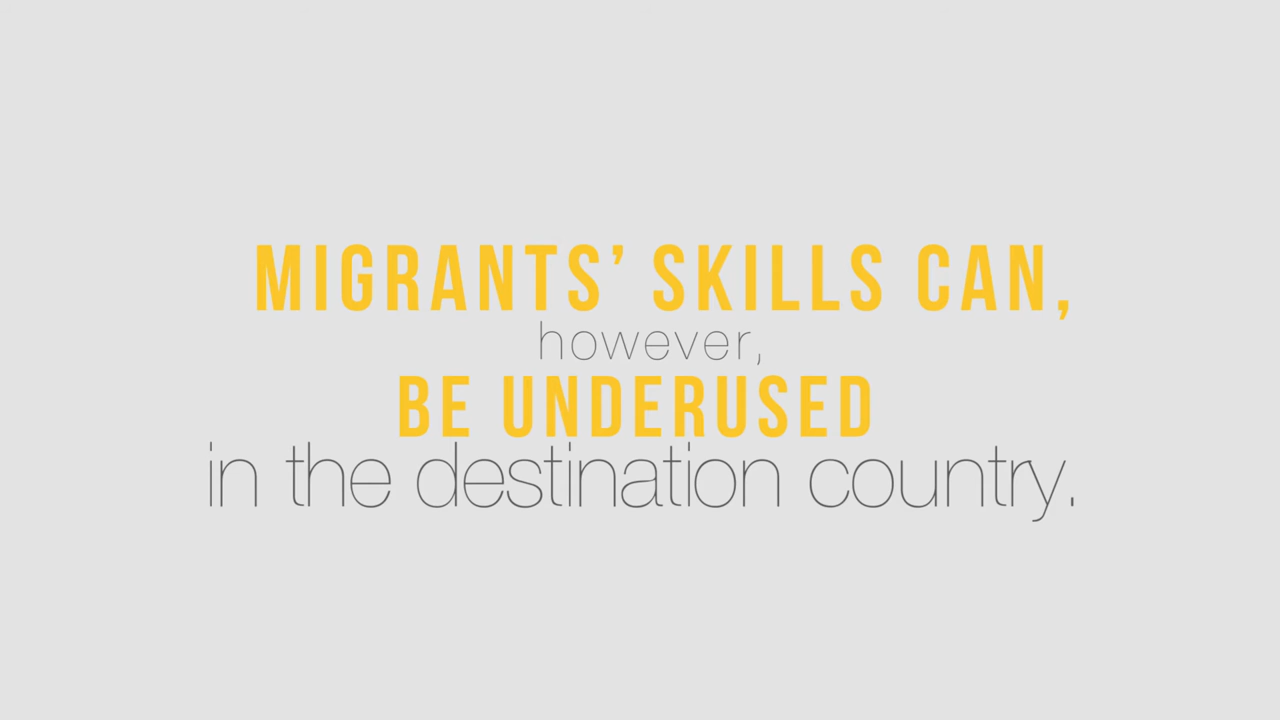 MIGRANTS’ SKILLS CAN,
however,
BE UNDERUSED
in the destination country.